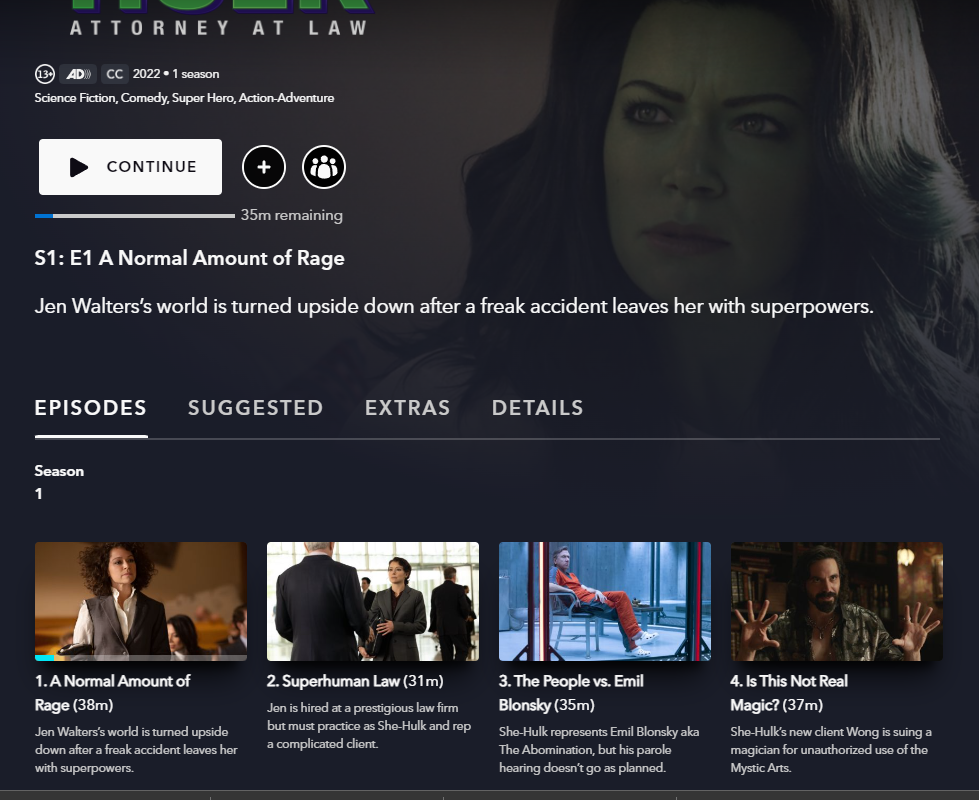 HULK
ATTORNEY AT LAW
13+ AD CC 2022 • 1 season
Science Fiction, Comedy, Super Hero, Action-Adventure
CONTINUE
35m remaining
S1: E1 A Normal Amount of Rage
Jen Walters’s world is turned upside down after a freak accident leaves her with superpowers.
EPISODES SUGGESTED EXTRAS DETAILS
Season
1
1. A Normal Amount of
Rage (38m)
Jen Walters’s world is turned upside
down after a freak accident leaves her
with superpowers.
2. Superhuman Law (31m)
Jen is hired at a prestigious law firm
but must practice as She-Hulk and rep
a complicated client.
3. The People vs. Emil
Blonsky (35m)
She-Hulk represents Emil Blonsky aka
The Abomination, but his parole
hearing doesn’t go as planned.
4. Is This Not Real
Magic? (37m)
She-Hulk’s new client Wong is suing a
magician for unauthorized use of the
Mystic Arts.